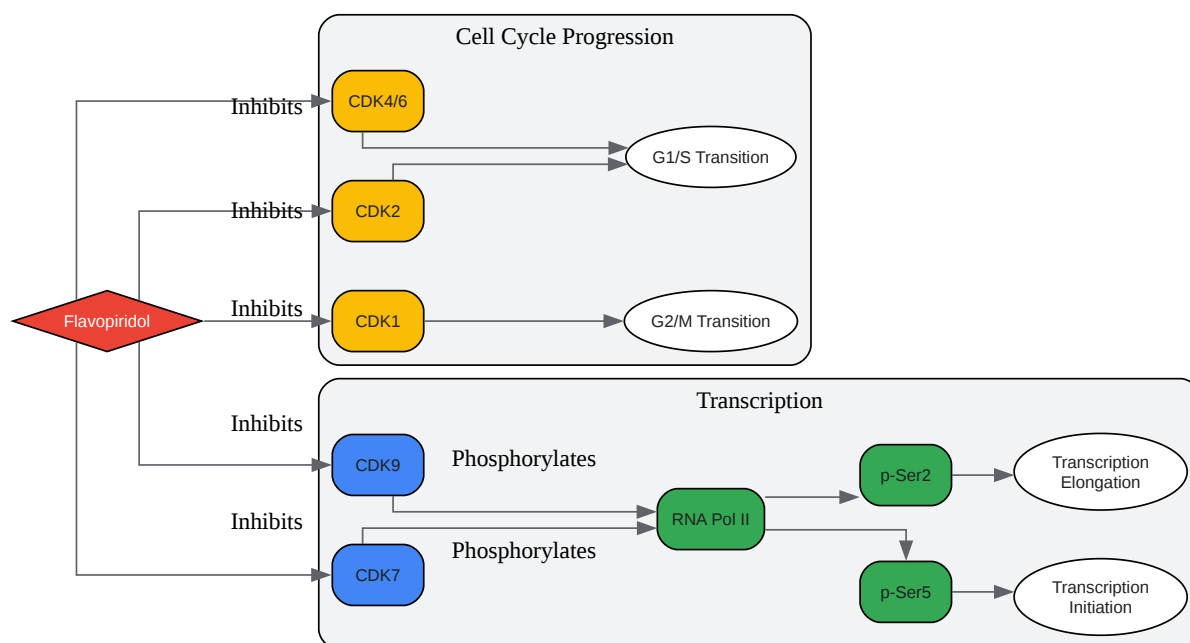 Cell Cycle Progression
Inhibits
CDK4/6
G1/S Transition
Inhibits
CDK2
Flavopiridol
Inhibits
CDK1
G2/M Transition
Transcription
Inhibits
CDK9
Phosphorylates
p-Ser2
Transcription
Elongation
RNA Pol II
Inhibits
Phosphorylates
CDK7
p-Ser5
Transcription
Initiation